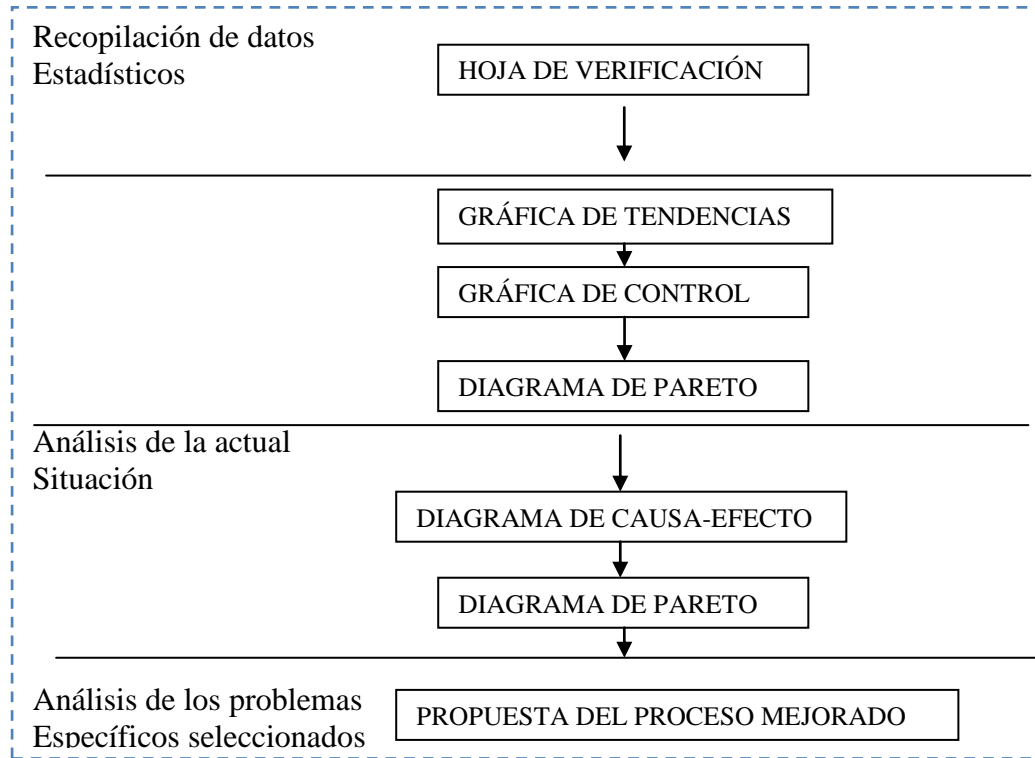 Recopilación de datos
Estadísticos
HOJA DE VERIFICACIÓN
GRÁFICA DE TENDENCIAS
GRÁFICA DE CONTROL
DIAGRAMA DE PARETO
Análisis de la actual
Situación
DIAGRAMA DE CAUSA-EFECTO
DIAGRAMA DE PARETO
Análisis de los problemas
Específicos seleccionados
PROPUESTA DEL PROCESO MEJORADO